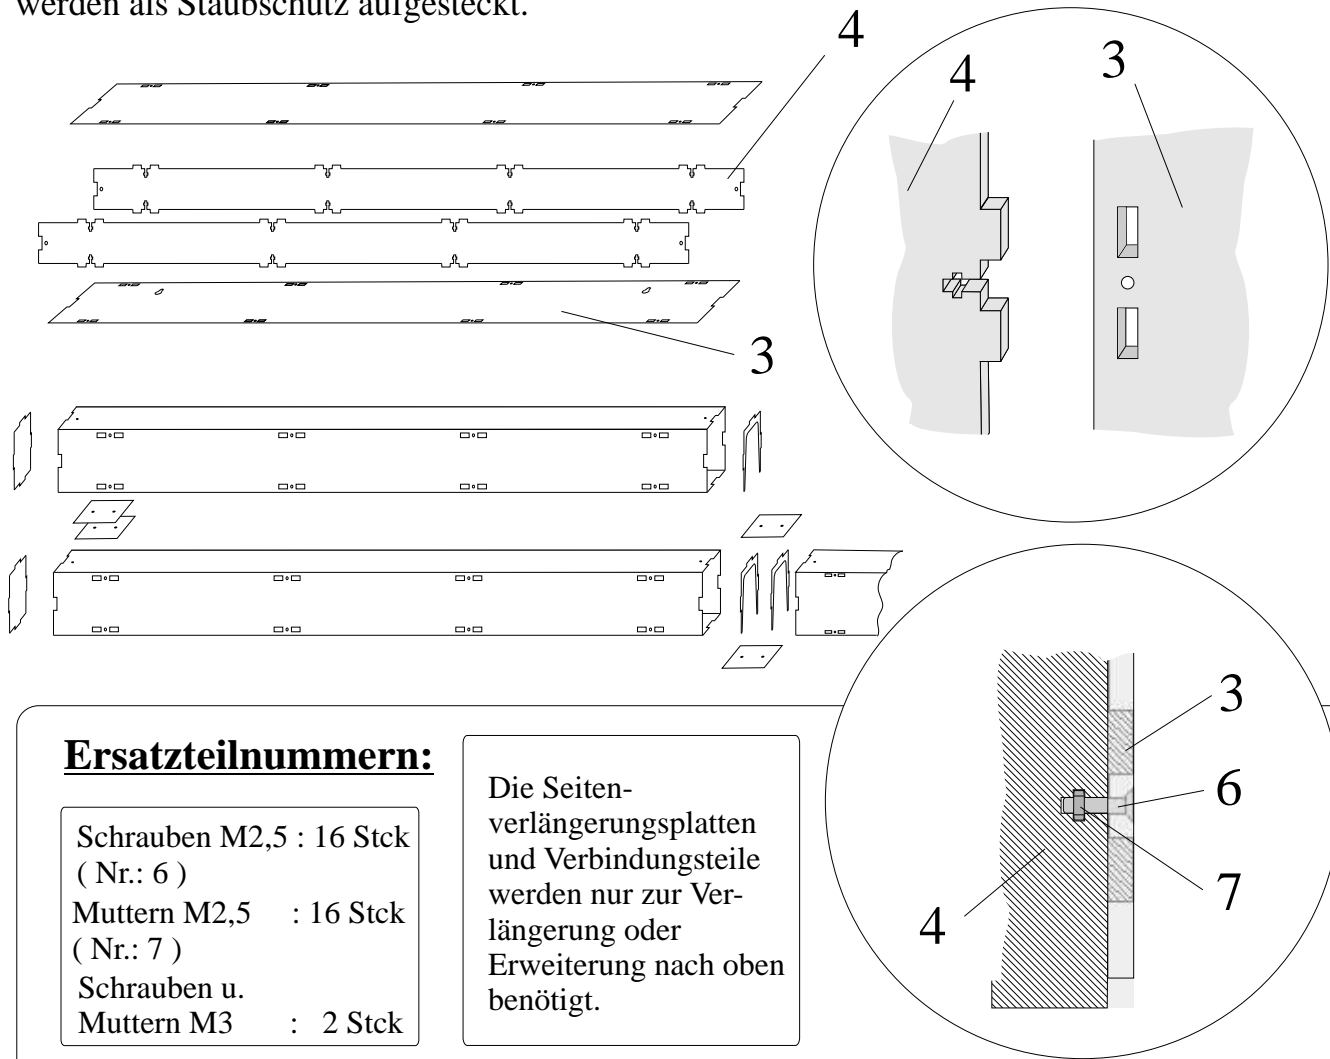 werden als Staubschutz aufgesteckt.
4
4
3
3
Ersatzteilnummern:
Schrauben M2,5 : 16 Stck
( Nr.: 6 )
Muttern M2,5 : 16 Stck
( Nr.: 7 )
Schrauben u.
Muttern M3 : 2 Stck
Die Seiten-
verlängerungsplatten
und Verbindungsteile
werden nur zur Ver-
längerung oder
Erweiterung nach oben
benötigt.
3
6
7
4